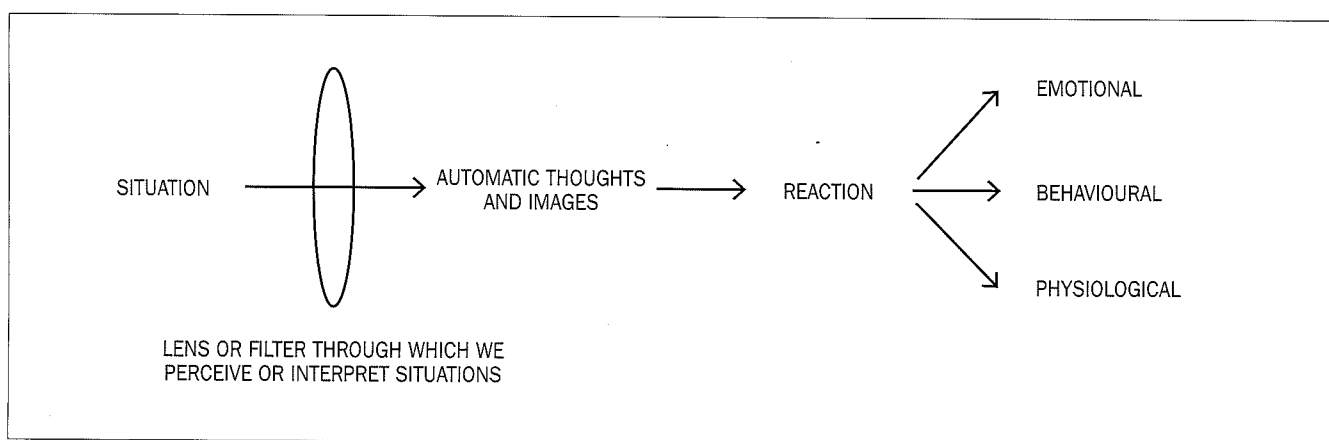 EMOTIONAL
SITUATION
AUTOMATIC THOUGHTS
AND IMAGES
REACTION
BEHAVIOURAL
PHYSIOLOGICAL
LENS OR FILTER THROUGH WHICH WE
PERCEIVE OR INTERPRET SITUATIONS